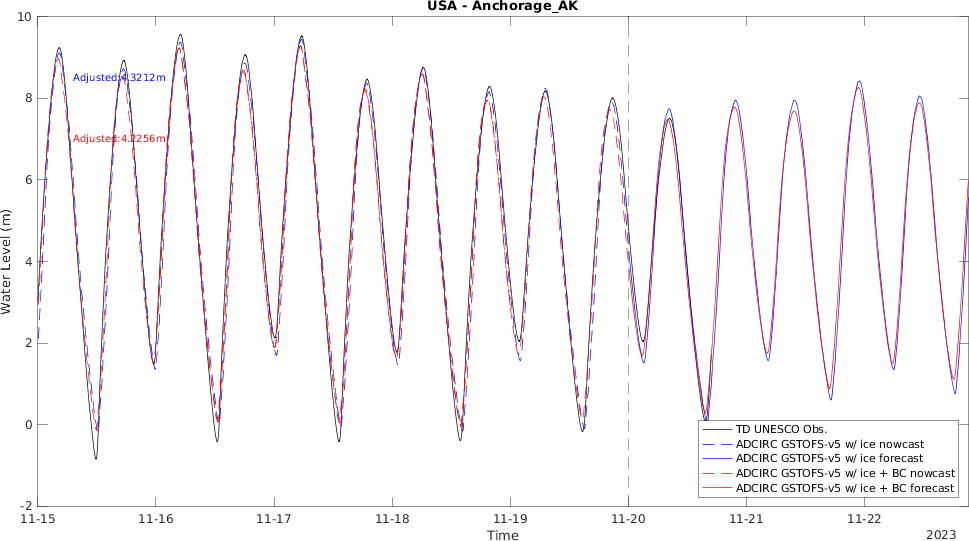 USA - Anchorage_AK
10
8
6
4
2
0
-2
Water Level (m)
Adjusted:4.3212m
Adjusted:4.2256m
TD UNESCO Obs.
ADCIRC GSTOFS-v5 w/ ice nowcast
ADCIRC GSTOFS-v5 w/ ice forecast
ADCIRC GSTOFS-v5 w/ ice + BC nowcast
ADCIRC GSTOFS-v5 w/ ice + BC forecast
11-15 11-16 11-17 11-18 11-19 11-20 11-21 11-22
Time
2023